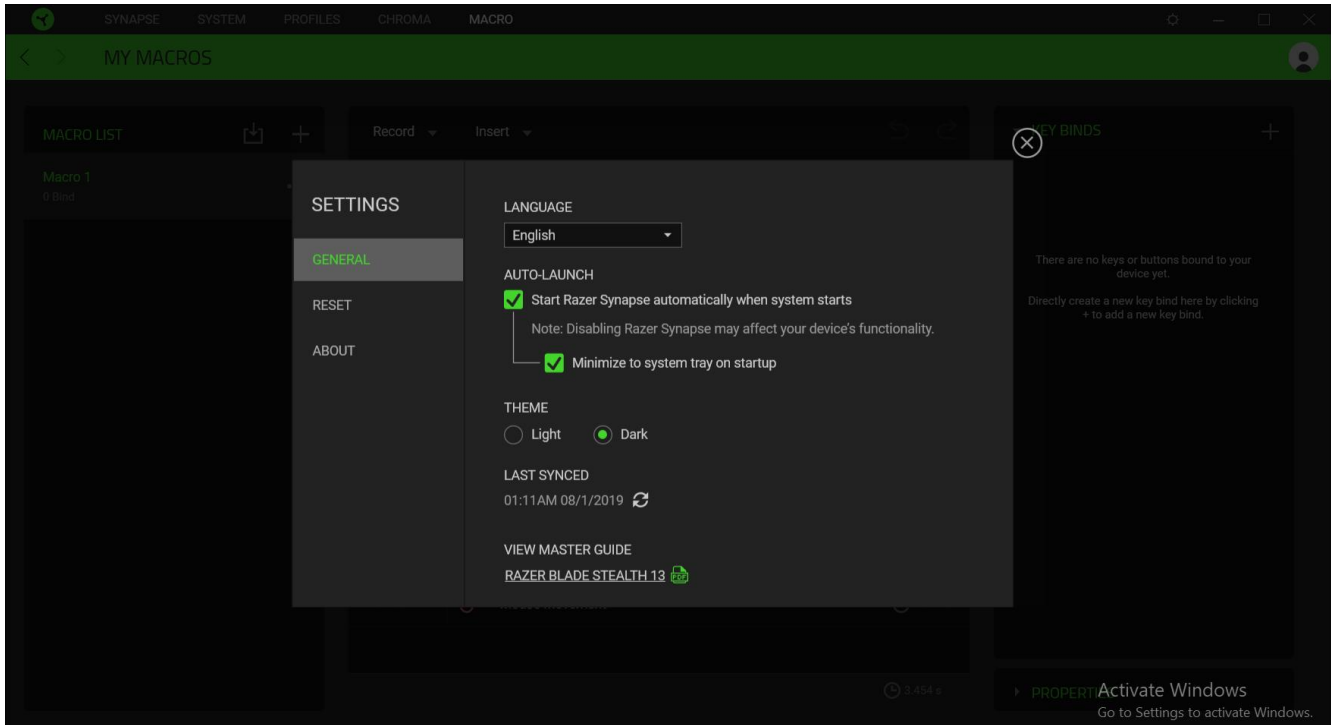 SYNAPSE SYSTEM PROFILES CHROMA MACRO
MY MACROS
MACRO LIST
Macro 1
0 Bind
Record
Insert
KEY BINDS
There are no keys or buttons bound to your
device yet.
Directly create a new key bind here by clicking
+ to add a new key bind.
SETTINGS
GENERAL
RESET
ABOUT
LANGUAGE
English
AUTO-LAUNCH
Start Razer Synapse automatically when system starts
Note: Disabling Razer Synapse may affect your device's functionality.
Minimize to system tray on startup
THEME
Light
Dark
LAST SYNCED
01:11AM 08/1/2019
VIEW MASTER GUIDE
RAZER BLADE STEALTH 13
PDF
3.454 s
Activate Windows
Go to Settings to activate Windows.